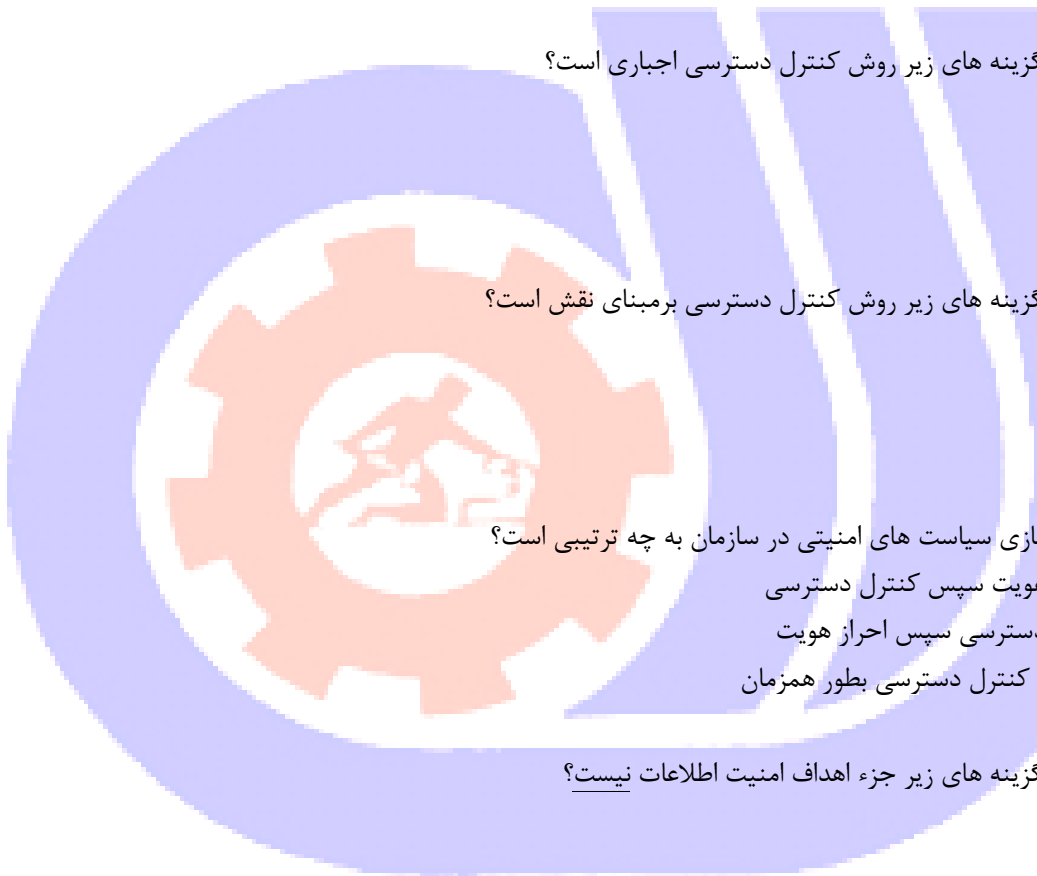 گزینه های زیر روش کنترل دسترسی اجباری است؟
گزینه های زیر روش کنترل دسترسی برمبنای نقش است؟
ازی سیاست های امنیتی در سازمان به چه ترتیبی است؟
هویت سپس کنترل دسترسی
دسترسی سپس احراز هویت
کنترل دسترسی بطور همزمان
گزینه های زیر جزء اهداف امنیت اطلاعات نیست؟